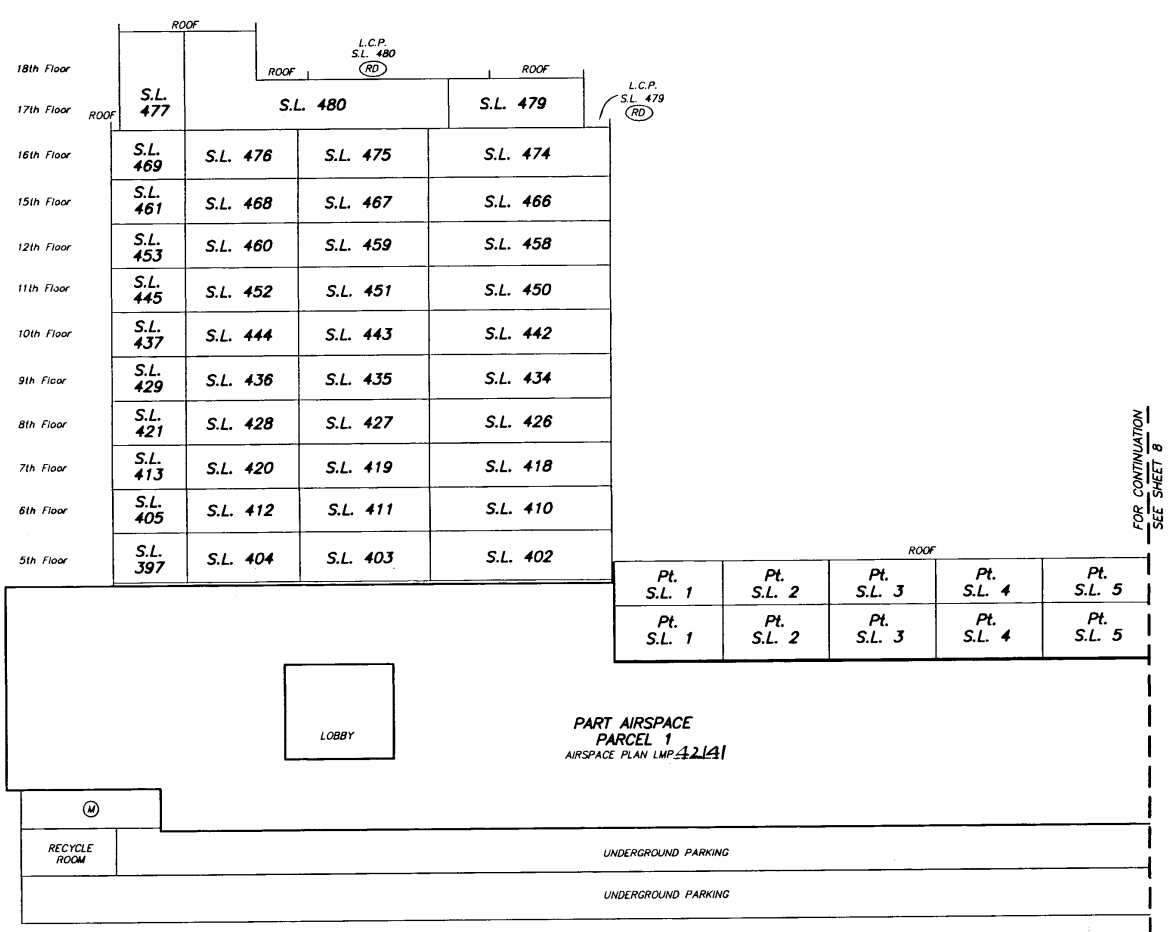 ROOF
L.C.P.
S.L. 480
RD
18th Floor
ROOF
ROOF
L.C.P.
S.L. 479
RD
17th Floor
ROOF
S.L.
477
S.L. 480
S.L. 479
16th Floor
S.L.
469
S.L. 476
S.L. 475
S.L. 474
15th Floor
S.L.
461
S.L. 468
S.L. 467
S.L. 466
12th Floor
S.L.
453
S.L. 460
S.L. 459
S.L. 458
11th Floor
S.L.
445
S.L. 452
S.L. 451
S.L. 450
10th Floor
S.L.
437
S.L. 444
S.L. 443
S.L. 442
9th Floor
S.L.
429
S.L. 436
S.L. 435
S.L. 434
8th Floor
S.L.
421
S.L. 428
S.L. 427
S.L. 426
7th Floor
S.L.
413
S.L. 420
S.L. 419
S.L. 418
6th Floor
S.L.
405
S.L. 412
S.L. 411
S.L. 410
5th Floor
S.L.
397
S.L. 404
S.L. 403
S.L. 402
FOR CONTINUATION
SEE SHEET 8
ROOF
Pt.
S.L. 1
Pt.
S.L. 2
Pt.
S.L. 3
Pt.
S.L. 4
Pt.
S.L. 5
Pt.
S.L. 1
Pt.
S.L. 2
Pt.
S.L. 3
Pt.
S.L. 4
Pt.
S.L. 5
LOBBY
PART AIRSPACE
PARCEL 1
AIRSPACE PLAN LMP 42141
M
RECYCLE
ROOM
UNDERGROUND PARKING
UNDERGROUND PARKING